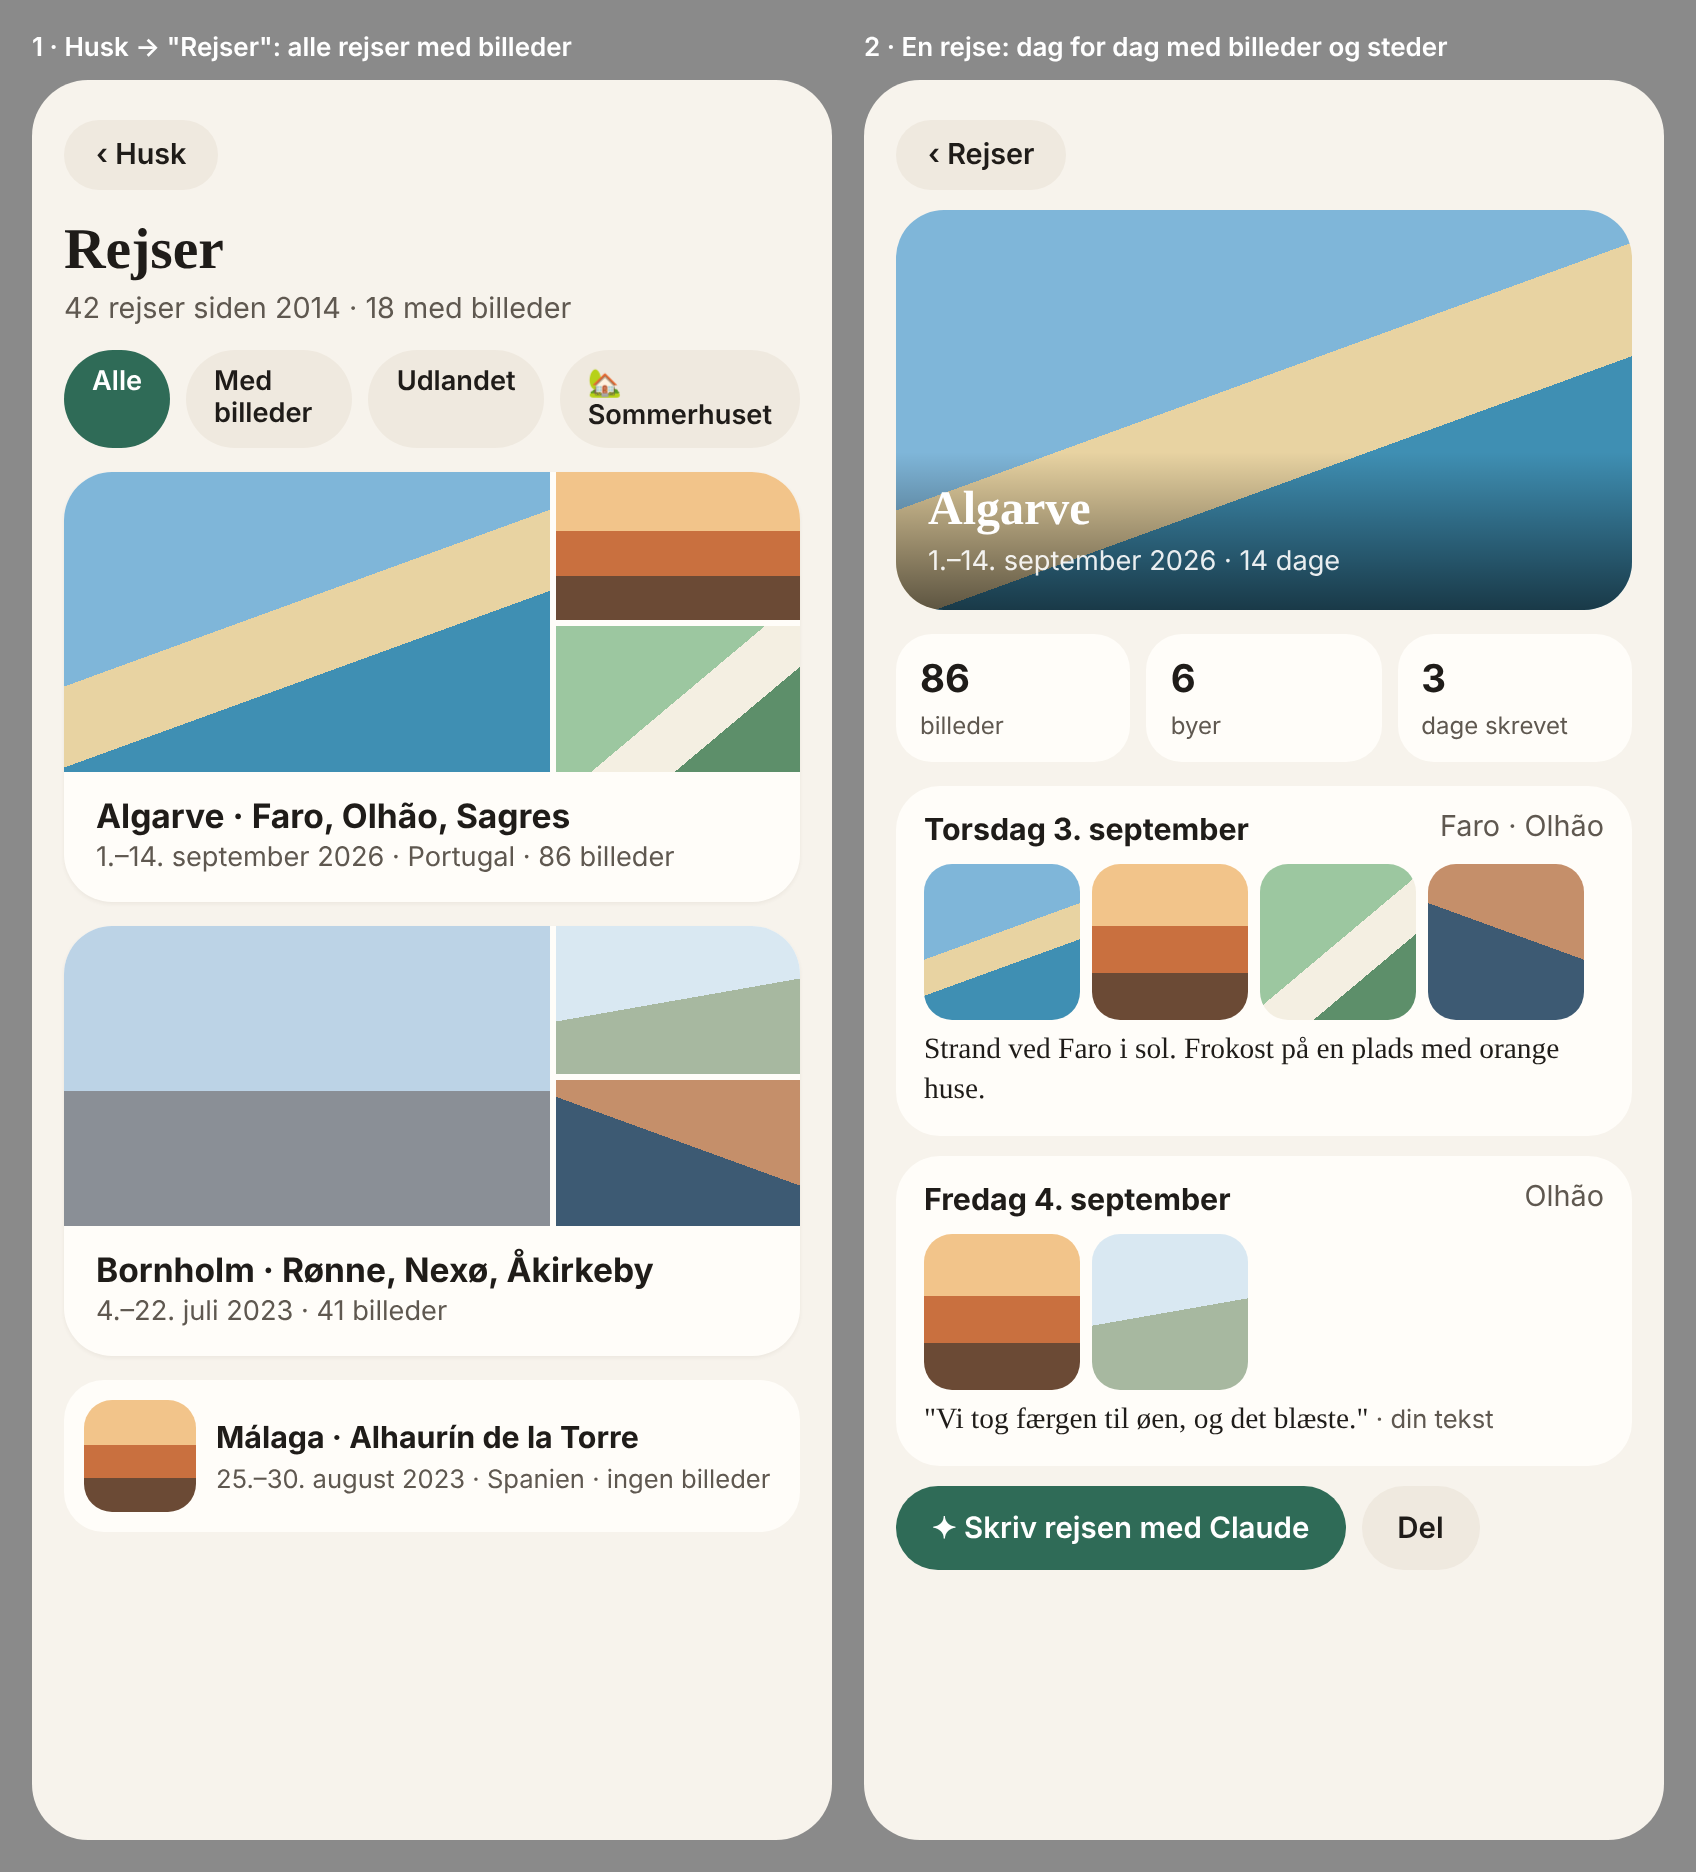 1 · Husk → "Rejser": alle rejser med billeder
‹ Husk
Rejser
42 rejser siden 2014 · 18 med billeder
Alle
Med
billeder
Udlandet
🏡
Sommerhuset
Algarve · Faro, Olhão, Sagres
1.–14. september 2026 · Portugal · 86 billeder
Bornholm · Rønne, Nexø, Åkirkeby
4.–22. juli 2023 · 41 billeder
Málaga · Alhaurín de la Torre
25.–30. august 2023 · Spanien · ingen billeder
2 · En rejse: dag for dag med billeder og steder
‹ Rejser
Algarve
1.–14. september 2026 · 14 dage
86
billeder
6
byer
3
dage skrevet
Torsdag 3. september
Faro · Olhão
Strand ved Faro i sol. Frokost på en plads med orange
huse.
Fredag 4. september
Olhão
"Vi tog færgen til øen, og det blæste." · din tekst
✦ Skriv rejsen med Claude
Del